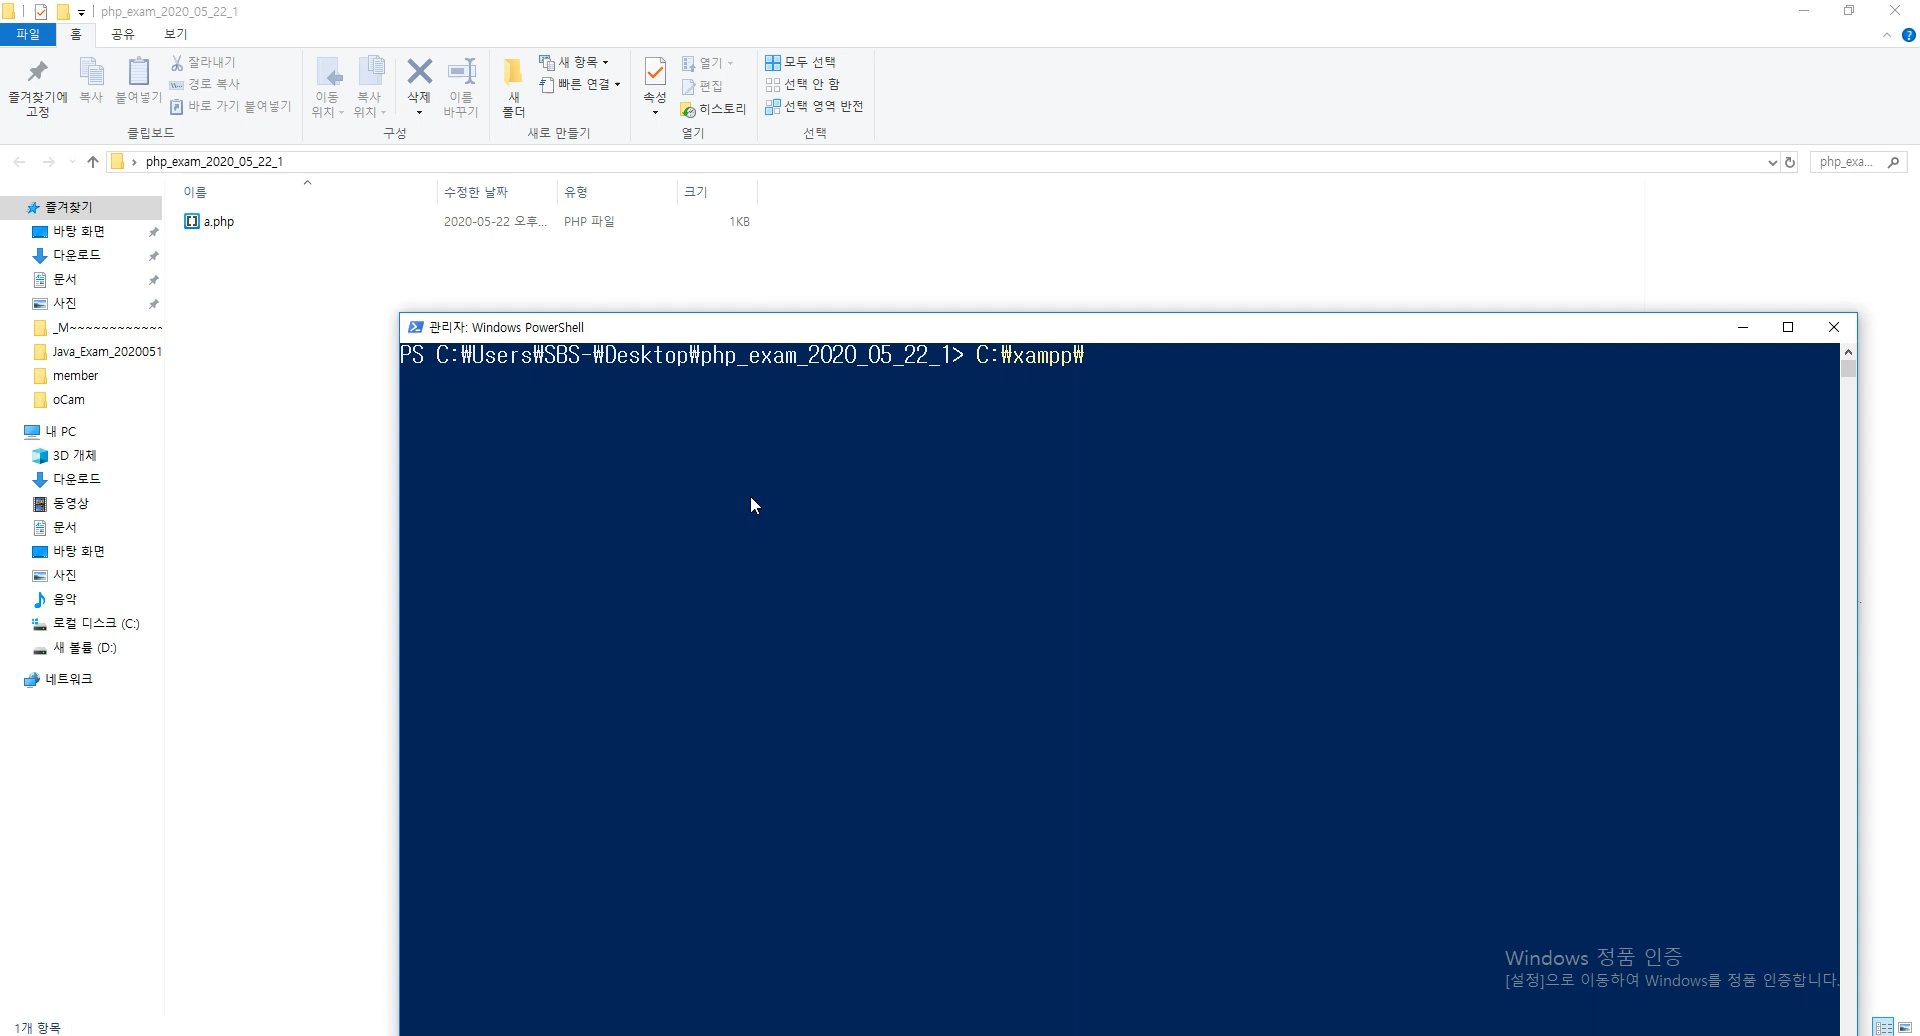 php_exam_2020_05_22_1
파일 홈 공유 보기
즐겨찾기에 고정
복사
붙여넣기
잘라내기
경로 복사
바로 가기 붙여넣기
클립보드
이동 위치
복사 위치
삭제
이름 바꾸기
구성
새 폴더
새 항목
빠른 연결
새로 만들기
속성
열기
편집
히스토리
열기
모두 선택
선택 안 함
선택 영역 반전
선택
php_exam_2020_05_22_1
php_exa...
이름 수정한 날짜 유형 크기
a.php 2020-05-22 오후... PHP 파일 1KB
즐겨찾기
바탕 화면
다운로드
문서
사진
_M~~~~~~~~~~~~
Java_Exam_2020051
member
oCam
내 PC
3D 개체
다운로드
동영상
문서
바탕 화면
사진
음악
로컬 디스크 (C:)
새 볼륨 (D:)
네트워크
1개 항목
관리자: Windows PowerShell
PS C:₩Users₩SBS-₩Desktop₩php_exam_2020_05_22_1> C:₩xampp₩
Windows 정품 인증
[설정]으로 이동하여 Windows를 정품 인증합니다.